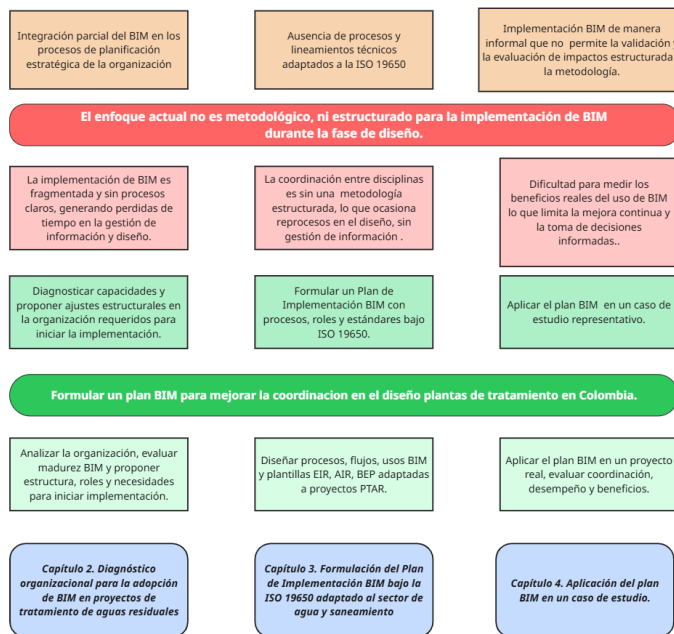 Integración parcial del BIM en los
procesos de planificación
estratégica de la organización
Ausencia de procesos y
lineamientos técnicos
adaptados a la ISO 19650
Implementación BIM de manera
informal que no permite la validación y
la evaluación de impactos estructurada
la metodología.
El enfoque actual no es metodológico, ni estructurado para la implementación de BIM
durante la fase de diseño.
La implementación de BIM es
fragmentada y sin procesos
claros, generando perdidas de
tiempo en la gestión de
información y diseño.
La coordinación entre disciplinas
es sin una metodología
estructurada, lo que ocasiona
reprocesos en el diseño, sin
gestión de información .
Dificultad para medir los
beneficios reales del uso de BIM
lo que limita la mejora continua y
la toma de decisiones
informadas..
Diagnosticar capacidades y
proponer ajustes estructurales en
la organización requeridos para
iniciar la implementación.
Formular un Plan de
Implementación BIM con
procesos, roles y estándares bajo
ISO 19650.
Aplicar el plan BIM en un caso de
estudio representativo.
Formular un plan BIM para mejorar la coordinacion en el diseño plantas de tratamiento en Colombia.
Analizar la organización, evaluar
madurez BIM y proponer
estructura, roles y necesidades
para iniciar implementación.
Diseñar procesos, flujos, usos BIM
y plantillas EIR, AIR, BEP adaptadas
a proyectos PTAR.
Aplicar el plan BIM en un proyecto
real, evaluar coordinación,
desempeño y beneficios.
Capítulo 2. Diagnóstico
organizacional para la adopción
de BIM en proyectos de
tratamiento de aguas residuales
Capítulo 3. Formulación del Plan
de Implementación BIM bajo la
ISO 19650 adaptado al sector de
agua y saneamiento
Capítulo 4. Aplicación del plan
BIM en un caso de estudio.